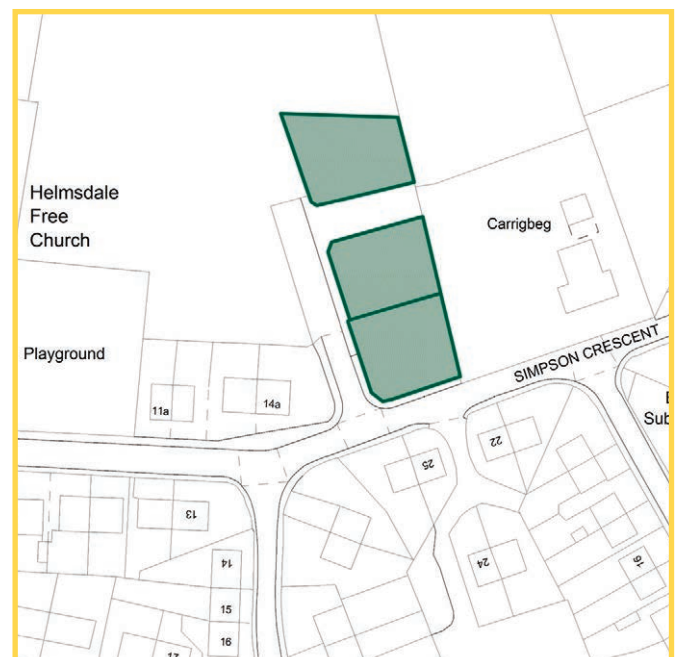 Helmsdale
Free
Church
Carrigbeg
Playground
SIMPSON CRESCENT
11a
14a
22
25
13
24
14
15
16
16